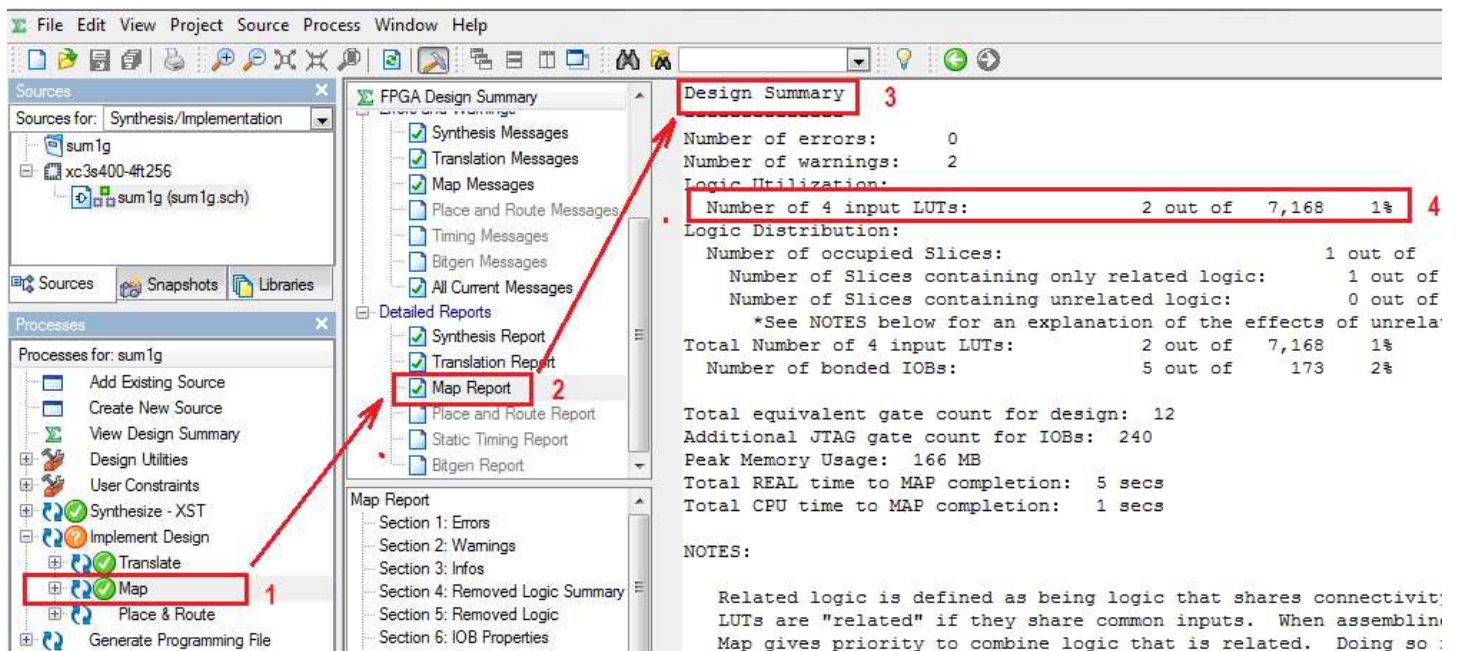 File Edit View Project Source Process Window Help
Sources
Sources for: Synthesis/Implementation
sum1g
xc3s400-4ft256
sum1g (sum1g.sch)
Sources Snapshots Libraries
Processes
Processes for: sum1g
Add Existing Source
Create New Source
View Design Summary
Design Utilities
User Constraints
Synthesize - XST
Implement Design
Translate
Map 1
Place & Route
Generate Programming File
FPGA Design Summary
Errors and Warnings
Synthesis Messages
Translation Messages
Map Messages
Place and Route Messages
Timing Messages
Bitgen Messages
All Current Messages
Detailed Reports
Synthesis Report
Translation Report
Map Report 2
Place and Route Report
Static Timing Report
Bitgen Report
Map Report
Section 1: Errors
Section 2: Warnings
Section 3: Infos
Section 4: Removed Logic Summary
Section 5: Removed Logic
Section 6: IOB Properties
Design Summary 3
--------------
Number of errors: 0
Number of warnings: 2
Logic Utilization:
Number of 4 input LUTs: 2 out of 7,168 1% 4
Logic Distribution:
Number of occupied Slices: 1 out of
Number of Slices containing only related logic: 1 out of
Number of Slices containing unrelated logic: 0 out of
*See NOTES below for an explanation of the effects of unrela
Total Number of 4 input LUTs: 2 out of 7,168 1%
Number of bonded IOBs: 5 out of 173 2%
Total equivalent gate count for design: 12
Additional JTAG gate count for IOBs: 240
Peak Memory Usage: 166 MB
Total REAL time to MAP completion: 5 secs
Total CPU time to MAP completion: 1 secs
NOTES:
Related logic is defined as being logic that shares connectivit
LUTs are "related" if they share common inputs. When assemblin
Map gives priority to combine logic that is related. Doing so